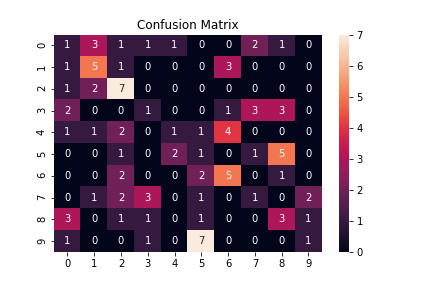 Confusion Matrix
0 1 3 1 1 1 0 0 2 1 0
1 1 5 1 0 0 0 3 0 0 0
2 1 2 7 0 0 0 0 0 0 0
3 2 0 0 1 0 0 1 3 3 0
4 1 1 2 0 1 1 4 0 0 0
5 0 0 1 0 2 1 0 1 5 0
6 0 0 2 0 0 2 5 0 1 0
7 0 1 2 3 0 1 0 1 0 2
8 3 0 1 1 0 1 0 0 3 1
9 1 0 0 1 0 7 0 0 0 1
0 1 2 3 4 5 6 7 8 9
7
6
5
4
3
2
1
0